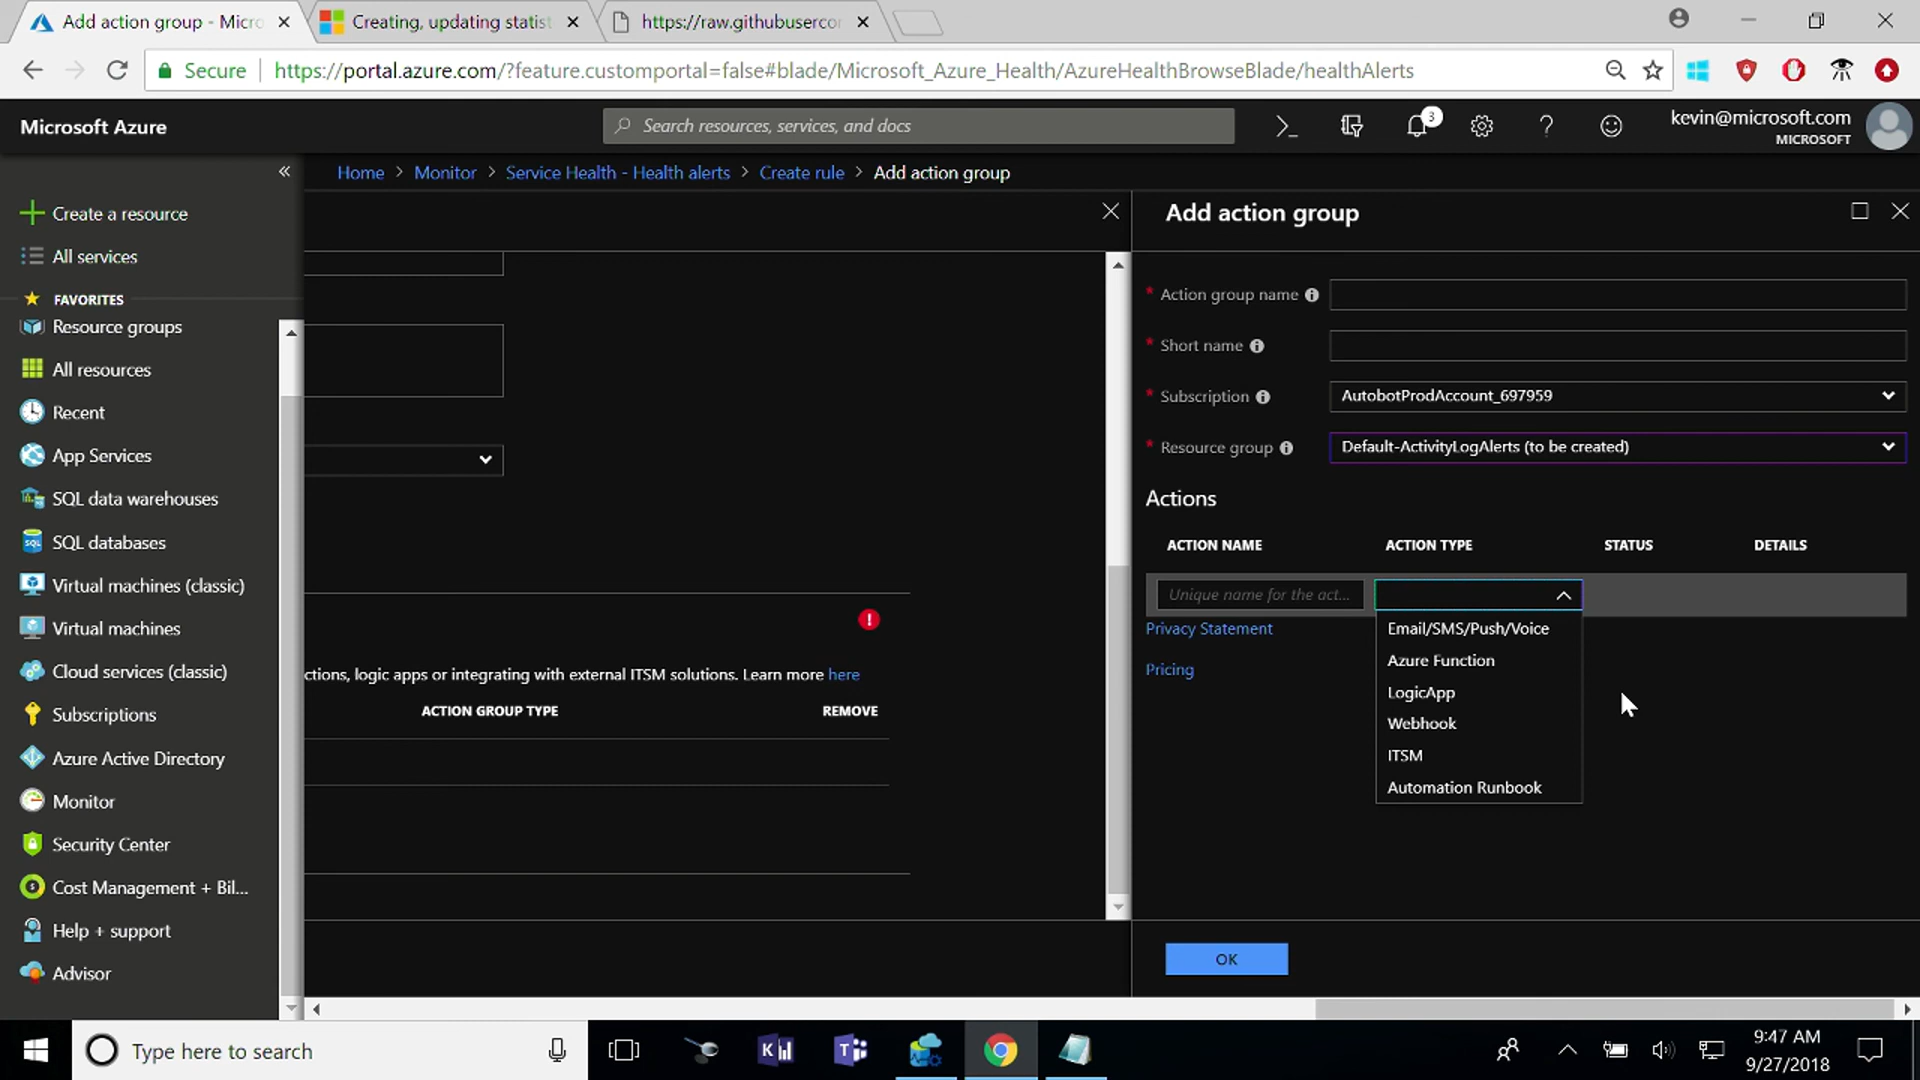 Add action group - Micro
Creating, updating statist
https://raw.githubusercor
Secure
https://portal.azure.com/?feature.customportal=false#blade/Microsoft_Azure_Health/AzureHealthBrowseBlade/healthAlerts
Microsoft Azure
Search resources, services, and docs
3
kevin@microsoft.com
MICROSOFT
Home > Monitor > Service Health - Health alerts > Create rule > Add action group
Create a resource
All services
FAVORITES
Resource groups
All resources
Recent
App Services
SQL data warehouses
SQL databases
Virtual machines (classic)
Virtual machines
Cloud services (classic)
Subscriptions
Azure Active Directory
Monitor
Security Center
Cost Management + Bil...
Help + support
Advisor
ctions, logic apps or integrating with external ITSM solutions. Learn more here
ACTION GROUP TYPE REMOVE
Add action group
* Action group name
* Short name
* Subscription AutobotProdAccount_697959
* Resource group Default-ActivityLogAlerts (to be created)
Actions
ACTION NAME ACTION TYPE STATUS DETAILS
Unique name for the act...
Privacy Statement
Pricing
Email/SMS/Push/Voice
Azure Function
LogicApp
Webhook
ITSM
Automation Runbook
OK
Type here to search
9:47 AM
9/27/2018